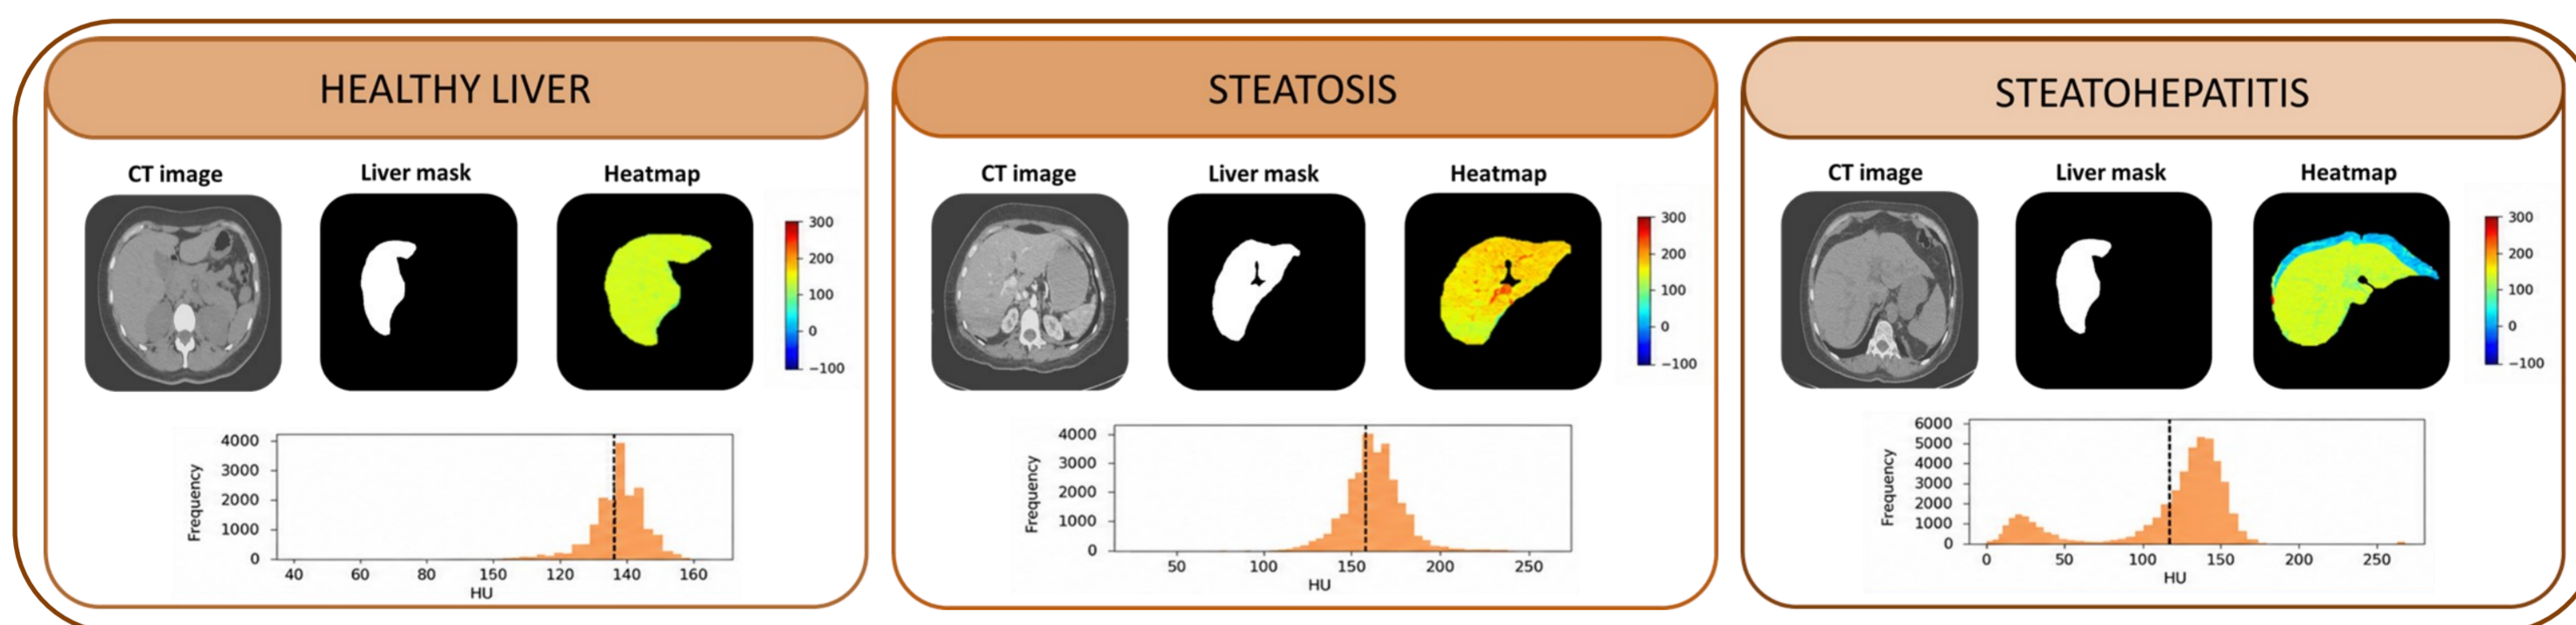 HEALTHY LIVER
CT image
Liver mask
Heatmap
300
200
100
0
−100
4000
3000
2000
1000
0
Frequency
40 60 80 150 120 140 160
HU
STEATOSIS
CT image
Liver mask
Heatmap
300
200
100
0
−100
4000
3000
2000
1000
0
Frequency
50 100 150 200 250
HU
STEATOHEPATITIS
CT image
Liver mask
Heatmap
300
200
100
0
−100
6000
5000
4000
3000
2000
1000
0
Frequency
0 50 100 150 200 250
HU